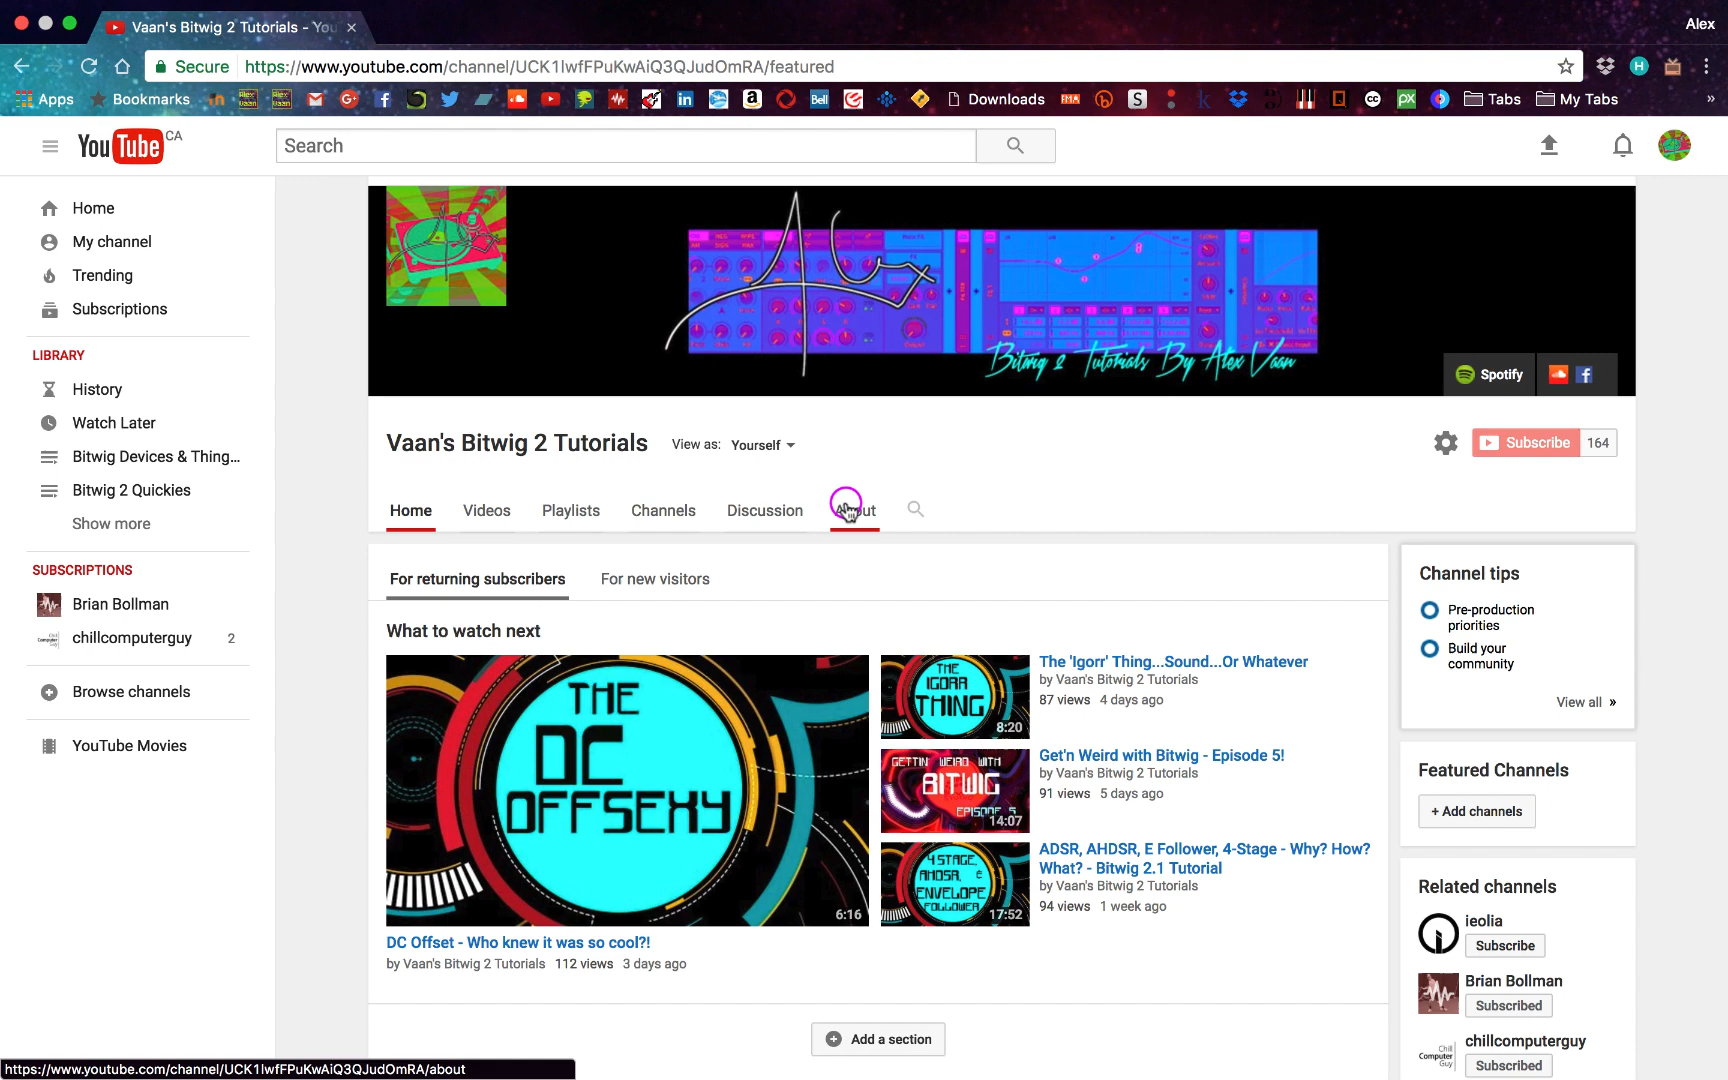 Vaan's Bitwig 2 Tutorials - You
Alex
Secure https://www.youtube.com/channel/UCK1lwfFPuKwAiQ3QJudOmRA/featured
Apps Bookmarks Downloads Tabs My Tabs »
YouTube CA
Search
Home
My channel
Trending
Subscriptions
LIBRARY
History
Watch Later
Bitwig Devices & Thing...
Bitwig 2 Quickies
Show more
SUBSCRIPTIONS
Brian Bollman
chillcomputerguy 2
Browse channels
YouTube Movies
Alex
Bitwig 2 Tutorials By Alex Vaan
Spotify
Vaan's Bitwig 2 Tutorials View as: Yourself
Subscribe 164
Home Videos Playlists Channels Discussion About
For returning subscribers For new visitors
What to watch next
THE
DC
OFFSEXY
6:16
DC Offset - Who knew it was so cool?!
by Vaan's Bitwig 2 Tutorials 112 views 3 days ago
THE
IGORR
THING
8:20
The 'Igorr' Thing...Sound...Or Whatever
by Vaan's Bitwig 2 Tutorials
87 views 4 days ago
GETTIN' WEIRD WITH
BITWIG
EPISODE 5
14:07
Get'n Weird with Bitwig - Episode 5!
by Vaan's Bitwig 2 Tutorials
91 views 5 days ago
4 STAGE,
AHDSR, &
ENVELOPE
FOLLOWER
17:52
ADSR, AHDSR, E Follower, 4-Stage - Why? How?
What? - Bitwig 2.1 Tutorial
by Vaan's Bitwig 2 Tutorials
94 views 1 week ago
Add a section
Channel tips
Pre-production
priorities
Build your
community
View all »
Featured Channels
+ Add channels
Related channels
ieolia
Subscribe
Brian Bollman
Subscribed
Chill
Computer
Guy
chillcomputerguy
Subscribed
https://www.youtube.com/channel/UCK1lwfFPuKwAiQ3QJudOmRA/about